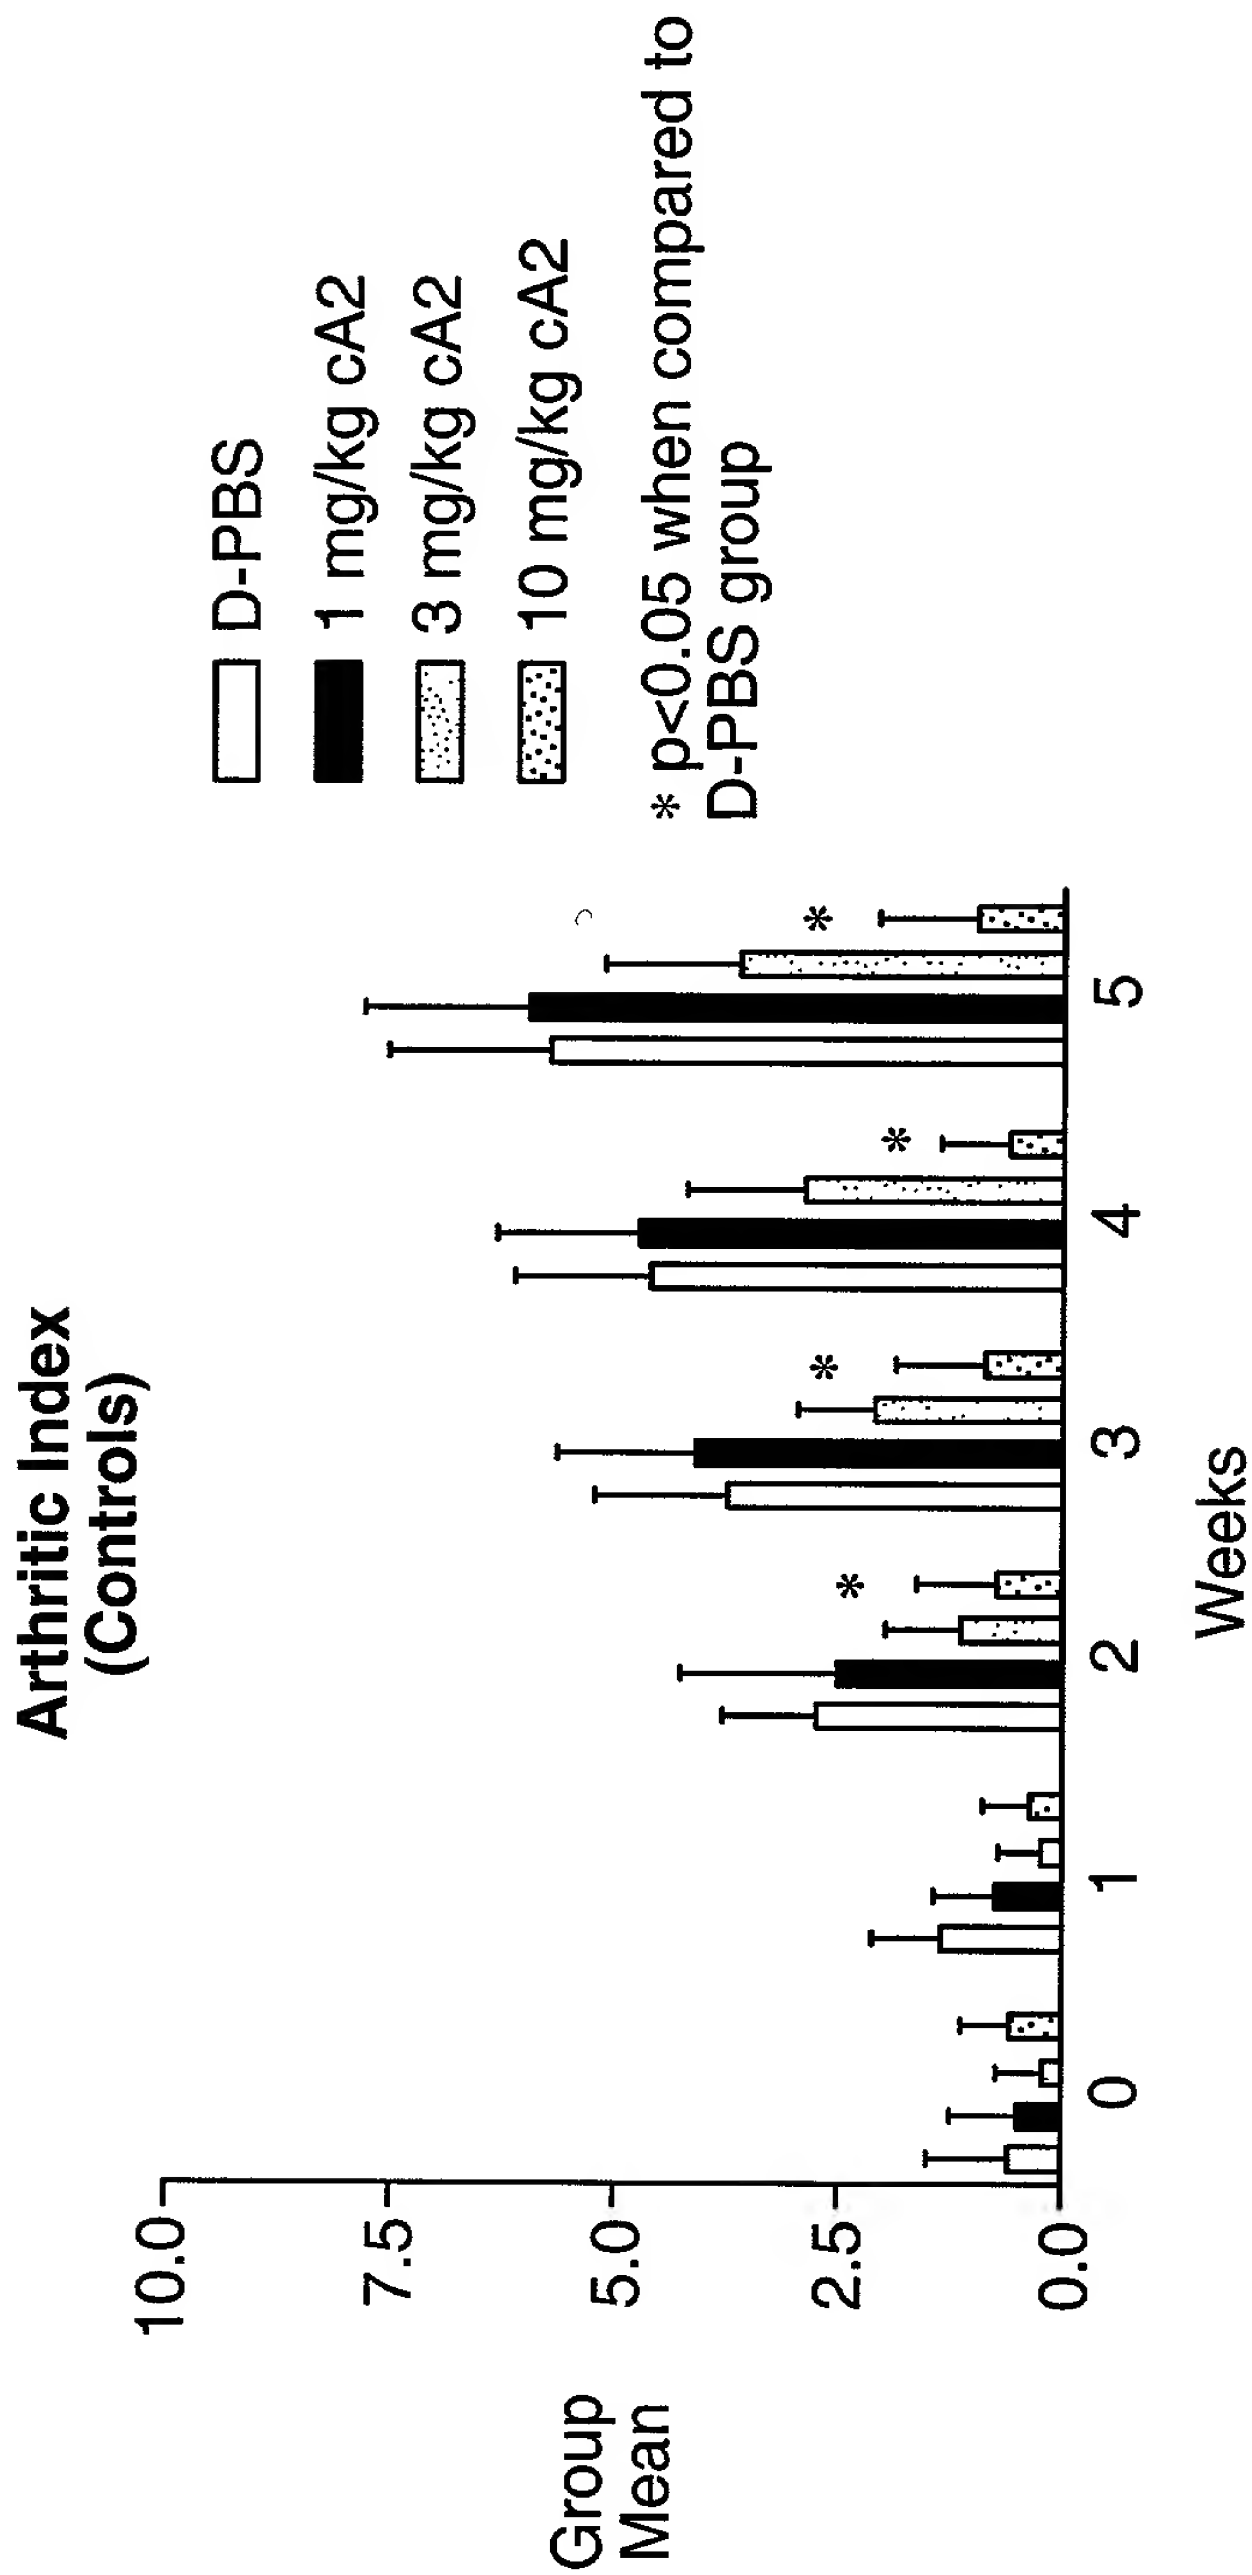 Arthritic Index
(Controls)
D-PBS
1 mg/kg cA2
3 mg/kg cA2
10 mg/kg cA2
* p<0.05 when compared to
D-PBS group
Group
Mean
10.0
7.5
5.0
2.5
0.0
*
*
*
*
0
1
2
3
4
5
Weeks